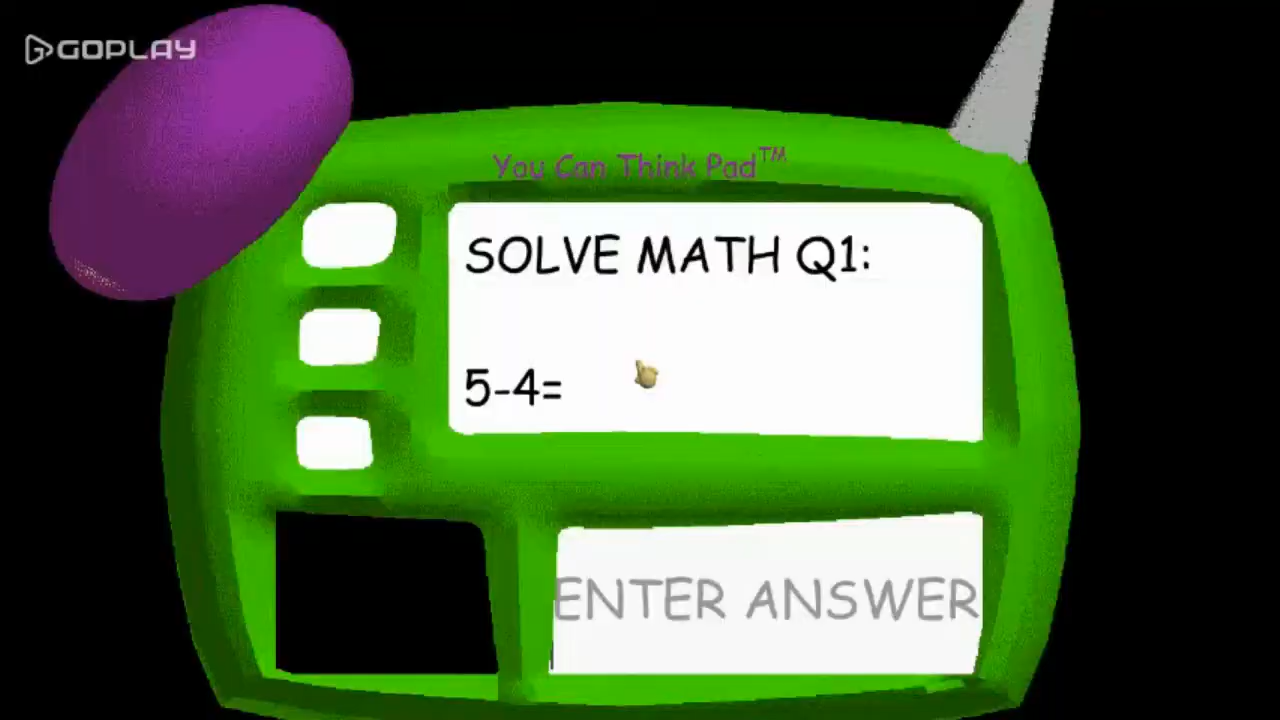 GOPLAY
You Can Think Pad™
SOLVE MATH Q1:
5-4=
ENTER ANSWER